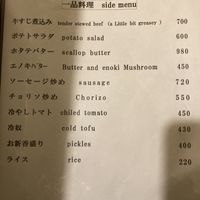 一品料理 side menu
牛すじ煮込み tender stewed beef (a Little bit greasey) 700
ポテトサラダ potato salad 600
ホタテバター scallop butter 980
エノキバター Butter and enoki Mushroom 450
ソーセージ炒め sausage 720
チョリソ炒め Chorizo 550
冷やしトマト chiled tomato 450
冷奴 cold tofu 430
お新香盛り pickles 400
ライス rice 220